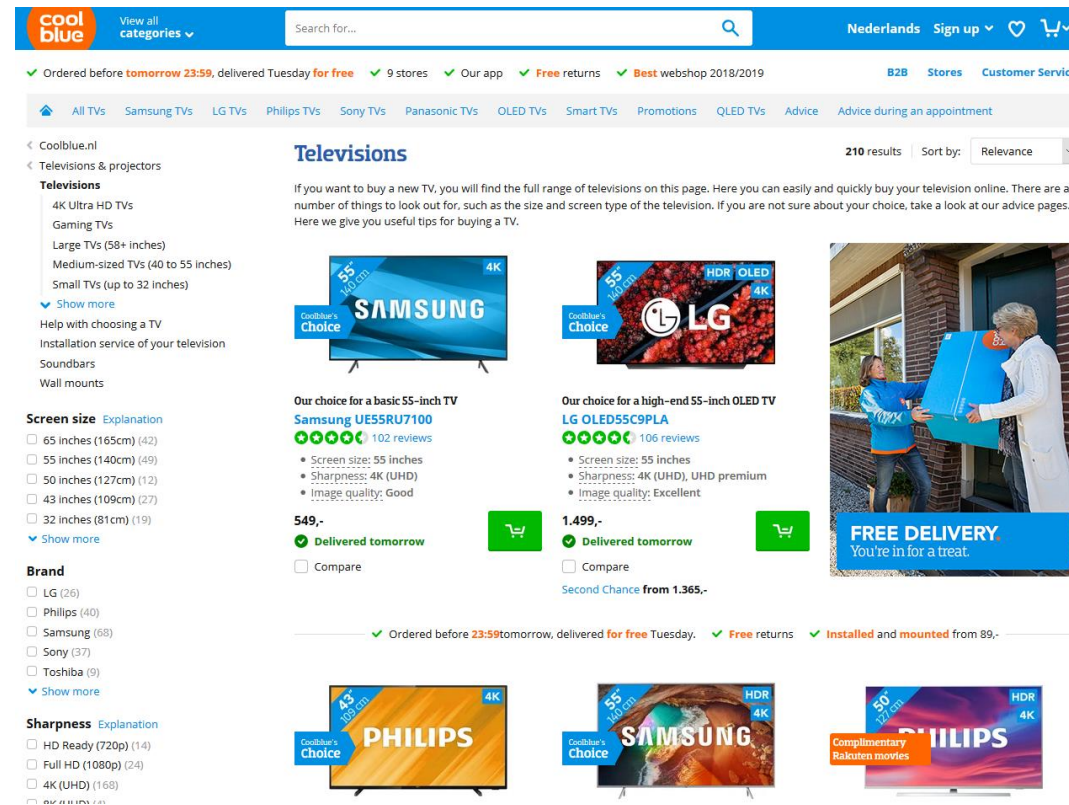 cool
blue
View all
categories
Search for...
Nederlands Sign up
Ordered before tomorrow 23:59, delivered Tuesday for free 9 stores Our app Free returns Best webshop 2018/2019
B2B Stores Customer Servic
All TVs Samsung TVs LG TVs Philips TVs Sony TVs Panasonic TVs OLED TVs Smart TVs Promotions QLED TVs Advice Advice during an appointment
Coolblue.nl
Televisions & projectors
Televisions
4K Ultra HD TVs
Gaming TVs
Large TVs (58+ inches)
Medium-sized TVs (40 to 55 inches)
Small TVs (up to 32 inches)
Show more
Help with choosing a TV
Installation service of your television
Soundbars
Wall mounts
Screen size Explanation
65 inches (165cm) (42)
55 inches (140cm) (49)
50 inches (127cm) (12)
43 inches (109cm) (27)
32 inches (81cm) (19)
Show more
Brand
LG (26)
Philips (40)
Samsung (68)
Sony (37)
Toshiba (9)
Show more
Sharpness Explanation
HD Ready (720p) (14)
Full HD (1080p) (24)
4K (UHD) (168)
8K (UHD) (4)
Televisions
210 results Sort by: Relevance
If you want to buy a new TV, you will find the full range of televisions on this page. Here you can easily and quickly buy your television online. There are a
number of things to look out for, such as the size and screen type of the television. If you are not sure about your choice, take a look at our advice pages.
Here we give you useful tips for buying a TV.
55"
140 cm
4K
SAMSUNG
Coolblue's
Choice
Our choice for a basic 55-inch TV
Samsung UE55RU7100
102 reviews
Screen size: 55 inches
Sharpness: 4K (UHD)
Image quality: Good
549,-
Delivered tomorrow
Compare
55"
140 cm
HDR OLED
4K
LG
Coolblue's
Choice
Our choice for a high-end 55-inch OLED TV
LG OLED55C9PLA
106 reviews
Screen size: 55 inches
Sharpness: 4K (UHD), UHD premium
Image quality: Excellent
1.499,-
Delivered tomorrow
Compare
Second Chance from 1.365,-
FREE DELIVERY.
You're in for a treat.
Ordered before 23:59tomorrow, delivered for free Tuesday. Free returns Installed and mounted from 89,-
43"
109 cm
4K
PHILIPS
Coolblue's
Choice
55"
140 cm
HDR
4K
SAMSUNG
Coolblue's
Choice
50"
127 cm
HDR
4K
PHILIPS
Complimentary
Rakuten movies